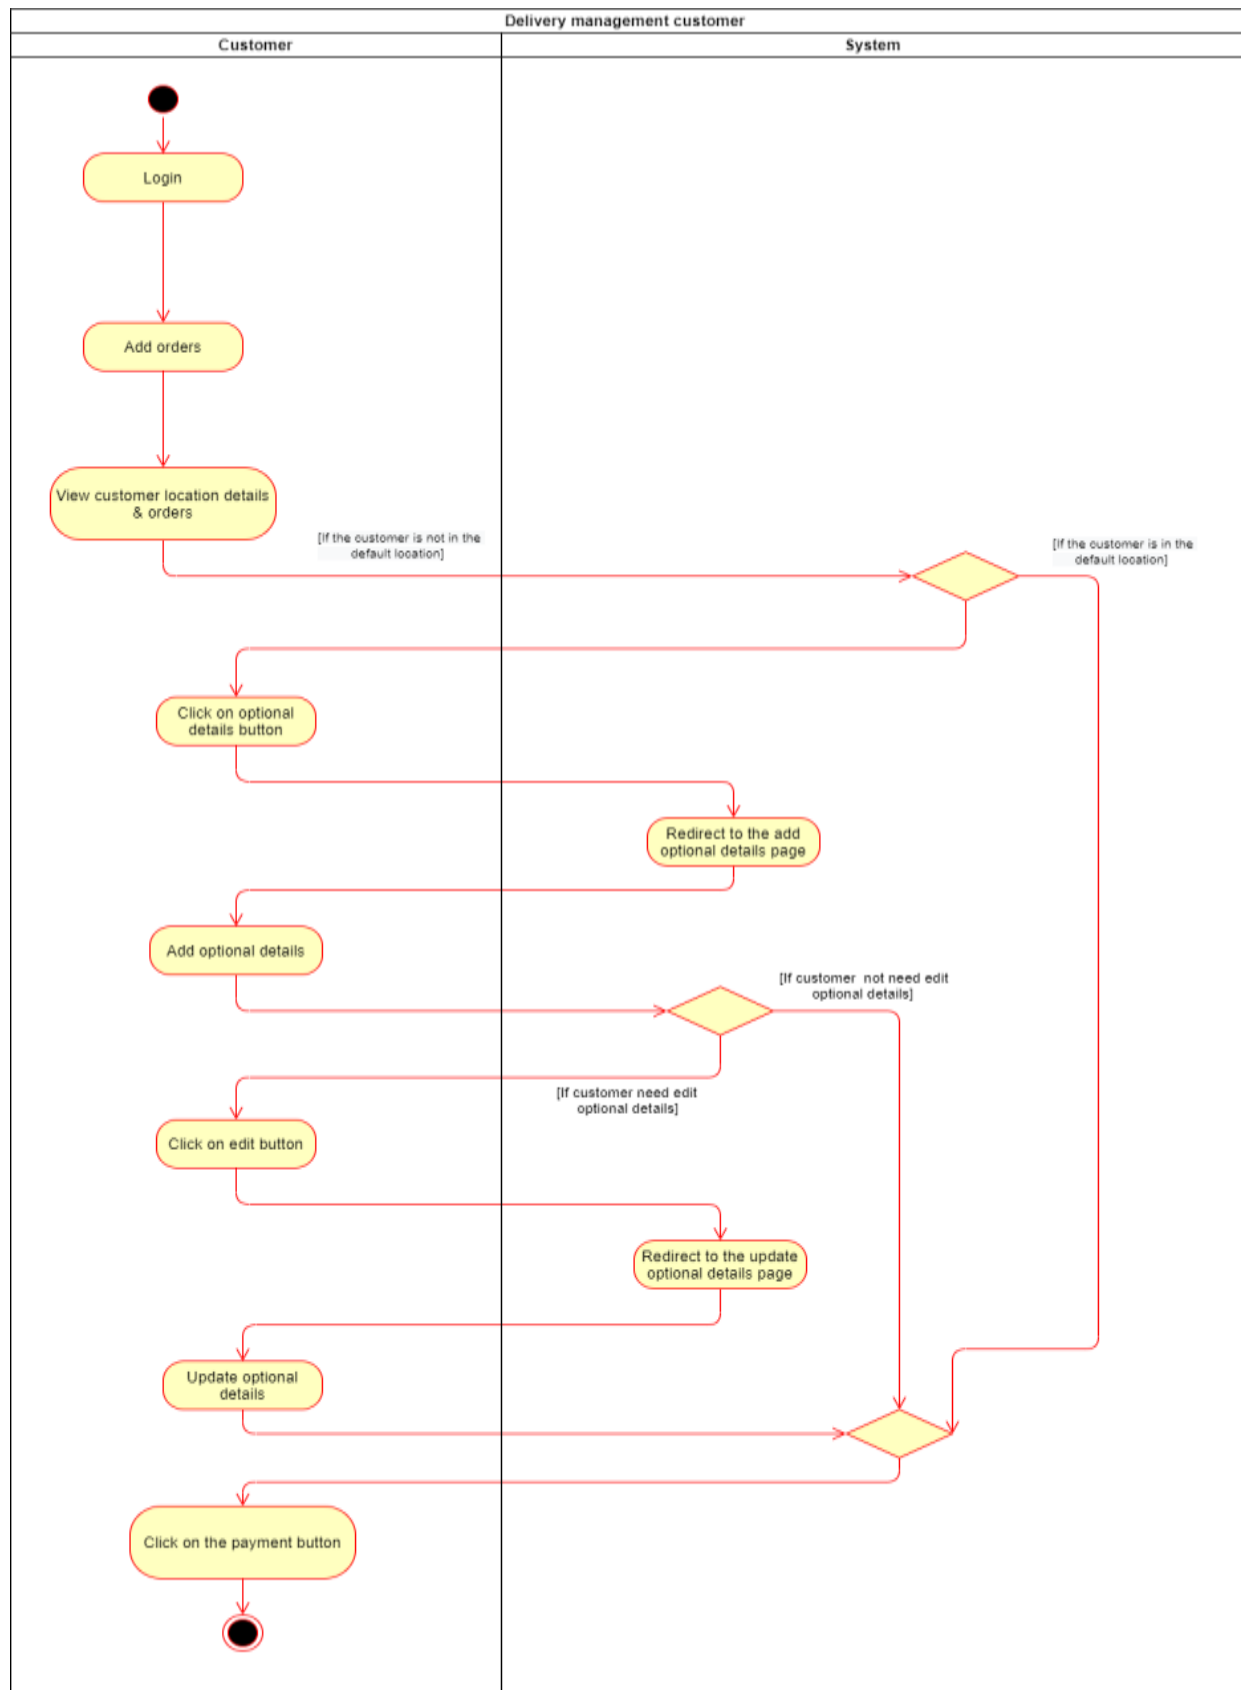 Delivery management customer
Customer
System
Login
Add orders
View customer location details
& orders
[If the customer is not in the
default location]
[If the customer is in the
default location]
Click on optional
details button
Redirect to the add
optional details page
Add optional details
[If customer  not need edit
optional details]
[If customer need edit
optional details]
Click on edit button
Redirect to the update
optional details page
Update optional
details
Click on the payment button